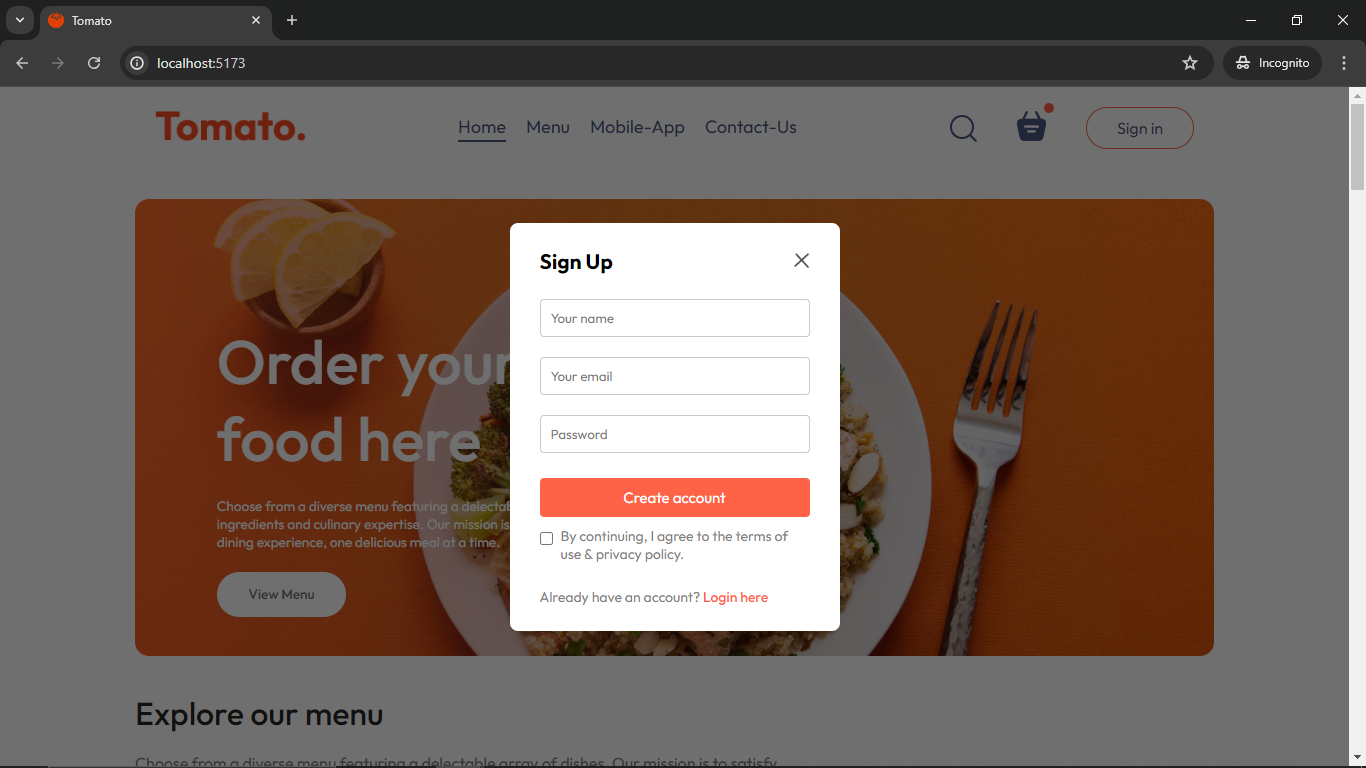 Tomato
localhost:5173
Incognito
Tomato.
Home
Menu
Mobile-App
Contact-Us
Sign in
Sign Up
Your name
Your email
Password
Create account
By continuing, I agree to the terms of
use & privacy policy.
Already have an account? Login here
Order your
food here
Choose from a diverse menu featuring a delectab
ingredients and culinary expertise. Our mission is
dining experience, one delicious meal at a time.
View Menu
Explore our menu
Choose from a diverse menu featuring a delectable array of dishes. Our mission is to satisfy